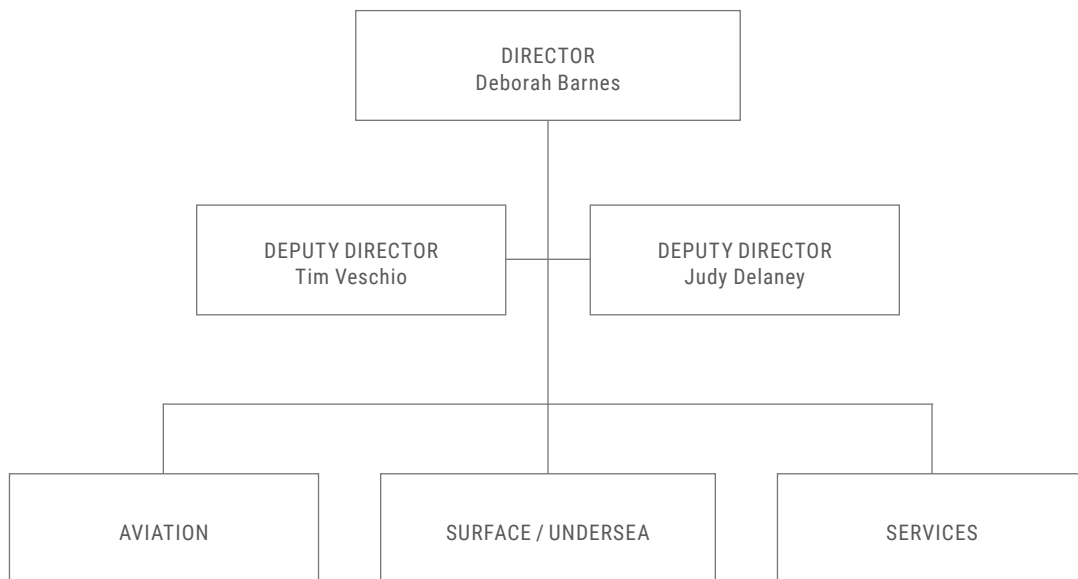 DIRECTOR
Deborah Barnes
DEPUTY DIRECTOR
Tim Veschio
DEPUTY DIRECTOR
Judy Delaney
AVIATION
SURFACE / UNDERSEA
SERVICES